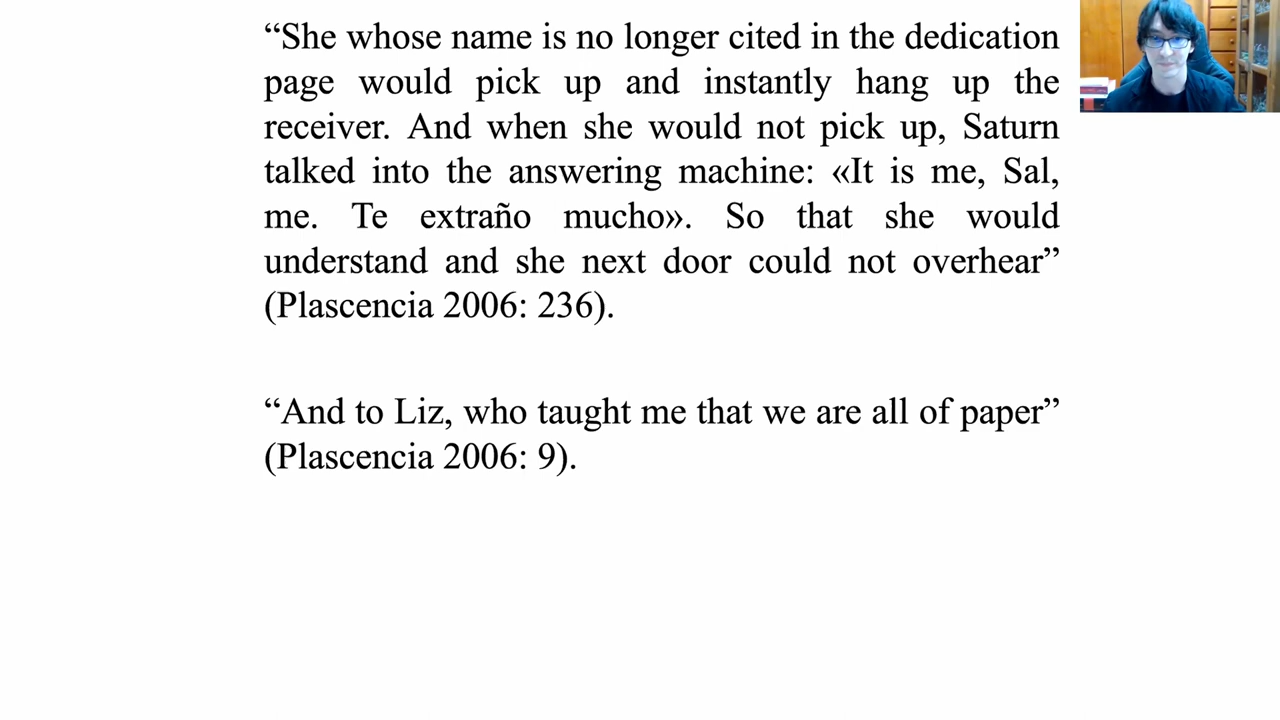 “She whose name is no longer cited in the dedication
page would pick up and instantly hang up the
receiver. And when she would not pick up, Saturn
talked into the answering machine: «It is me, Sal,
me. Te extraño mucho». So that she would
understand and she next door could not overhear”
(Plascencia 2006: 236).
“And to Liz, who taught me that we are all of paper”
(Plascencia 2006: 9).